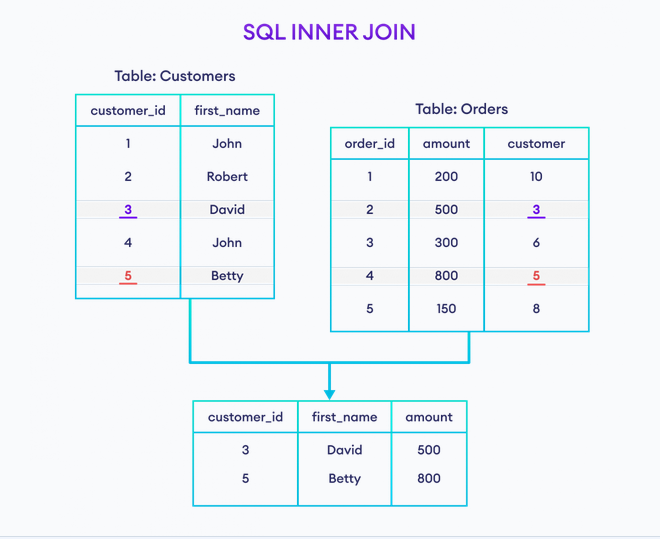 SQL INNER JOIN
Table: Customers
customer_id first_name
1 John
2 Robert
3 David
4 John
5 Betty
Table: Orders
order_id amount customer
1 200 10
2 500 3
3 300 6
4 800 5
5 150 8
customer_id first_name amount
3 David 500
5 Betty 800